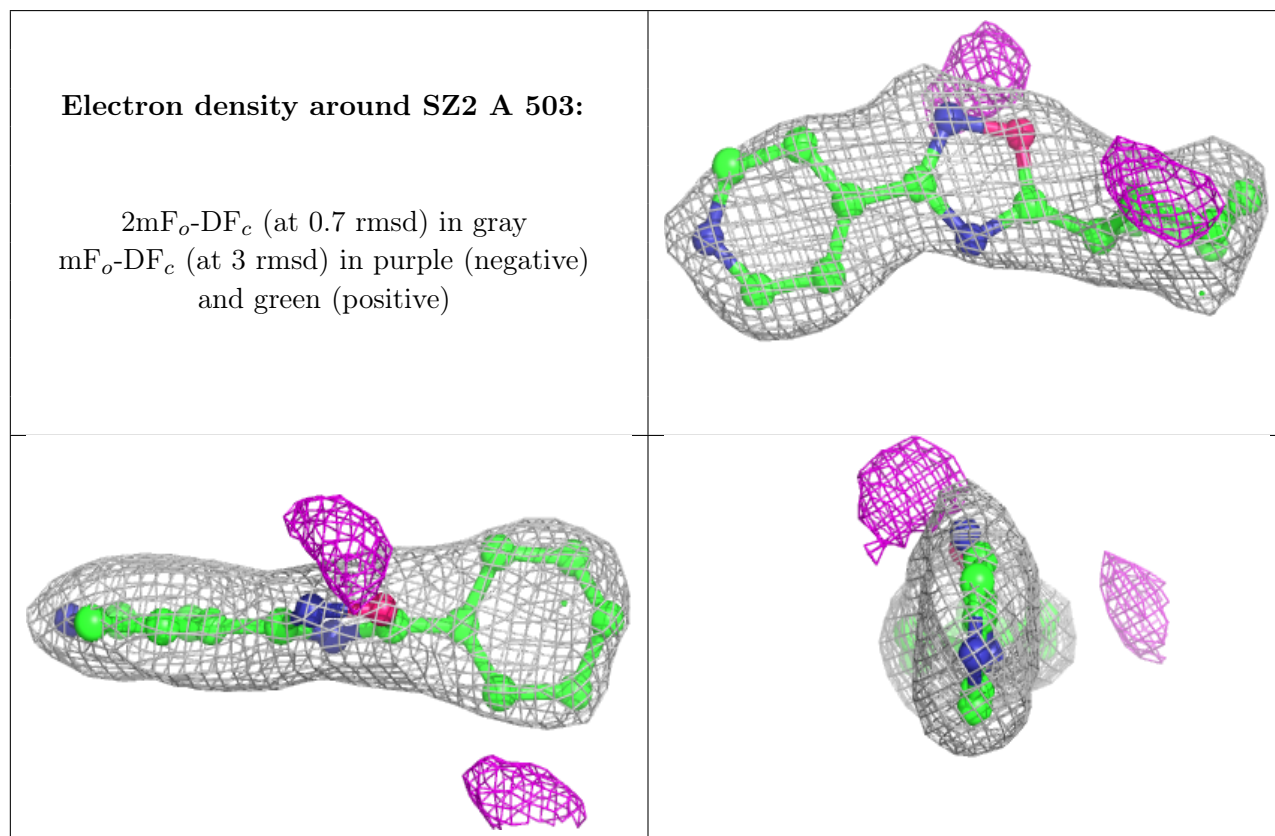 Electron density around SZ2 A 503:
2mFo-DFc (at 0.7 rmsd) in gray
mFo-DFc (at 3 rmsd) in purple (negative)
and green (positive)